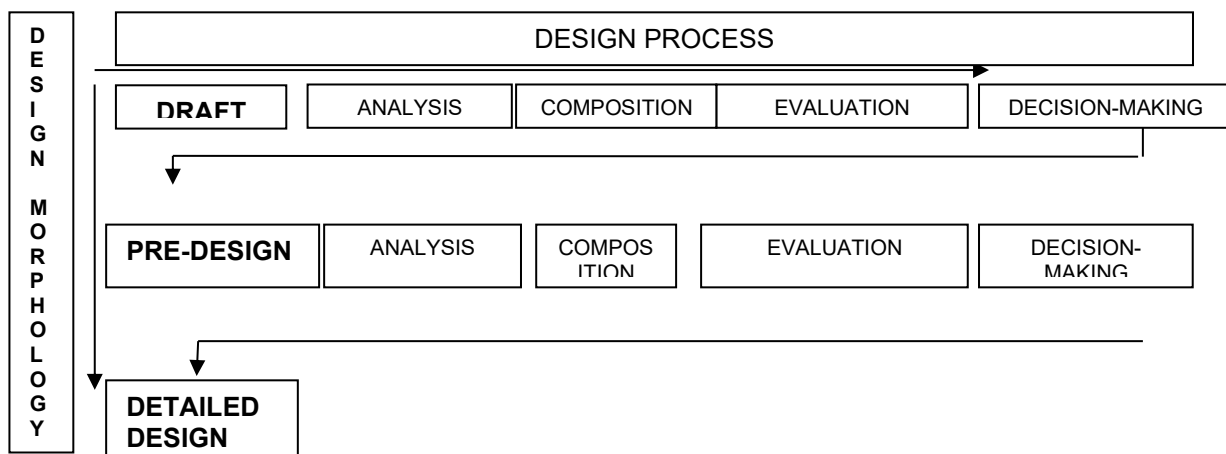 DESIGN MORPHOLOGY
DESIGN PROCESS
DRAFT
ANALYSIS
COMPOSITION
EVALUATION
DECISION-MAKING
PRE-DESIGN
ANALYSIS
COMPOS
ITION
EVALUATION
DECISION-
MAKING
DETAILED
DESIGN